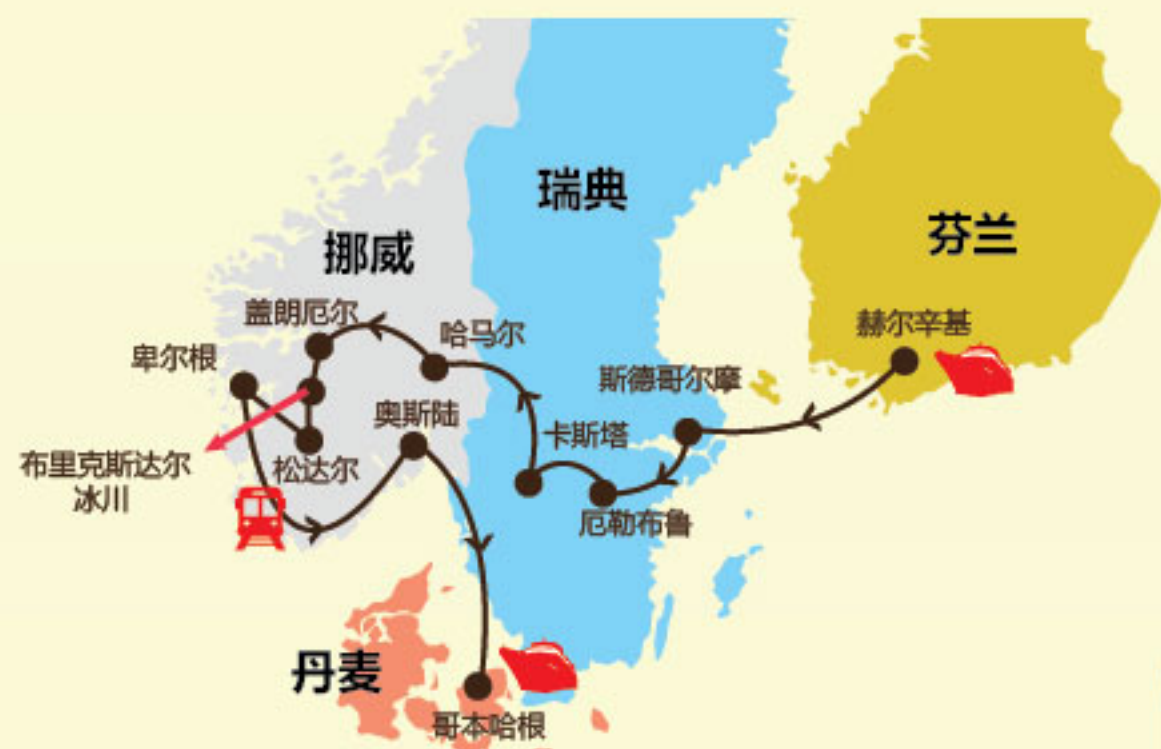 瑞典
芬兰
挪威
盖朗厄尔
哈马尔
赫尔辛基
卑尔根
斯德哥尔摩
奥斯陆
卡斯塔
布里克斯达尔
冰川
松达尔
厄勒布鲁
丹麦
哥本哈根